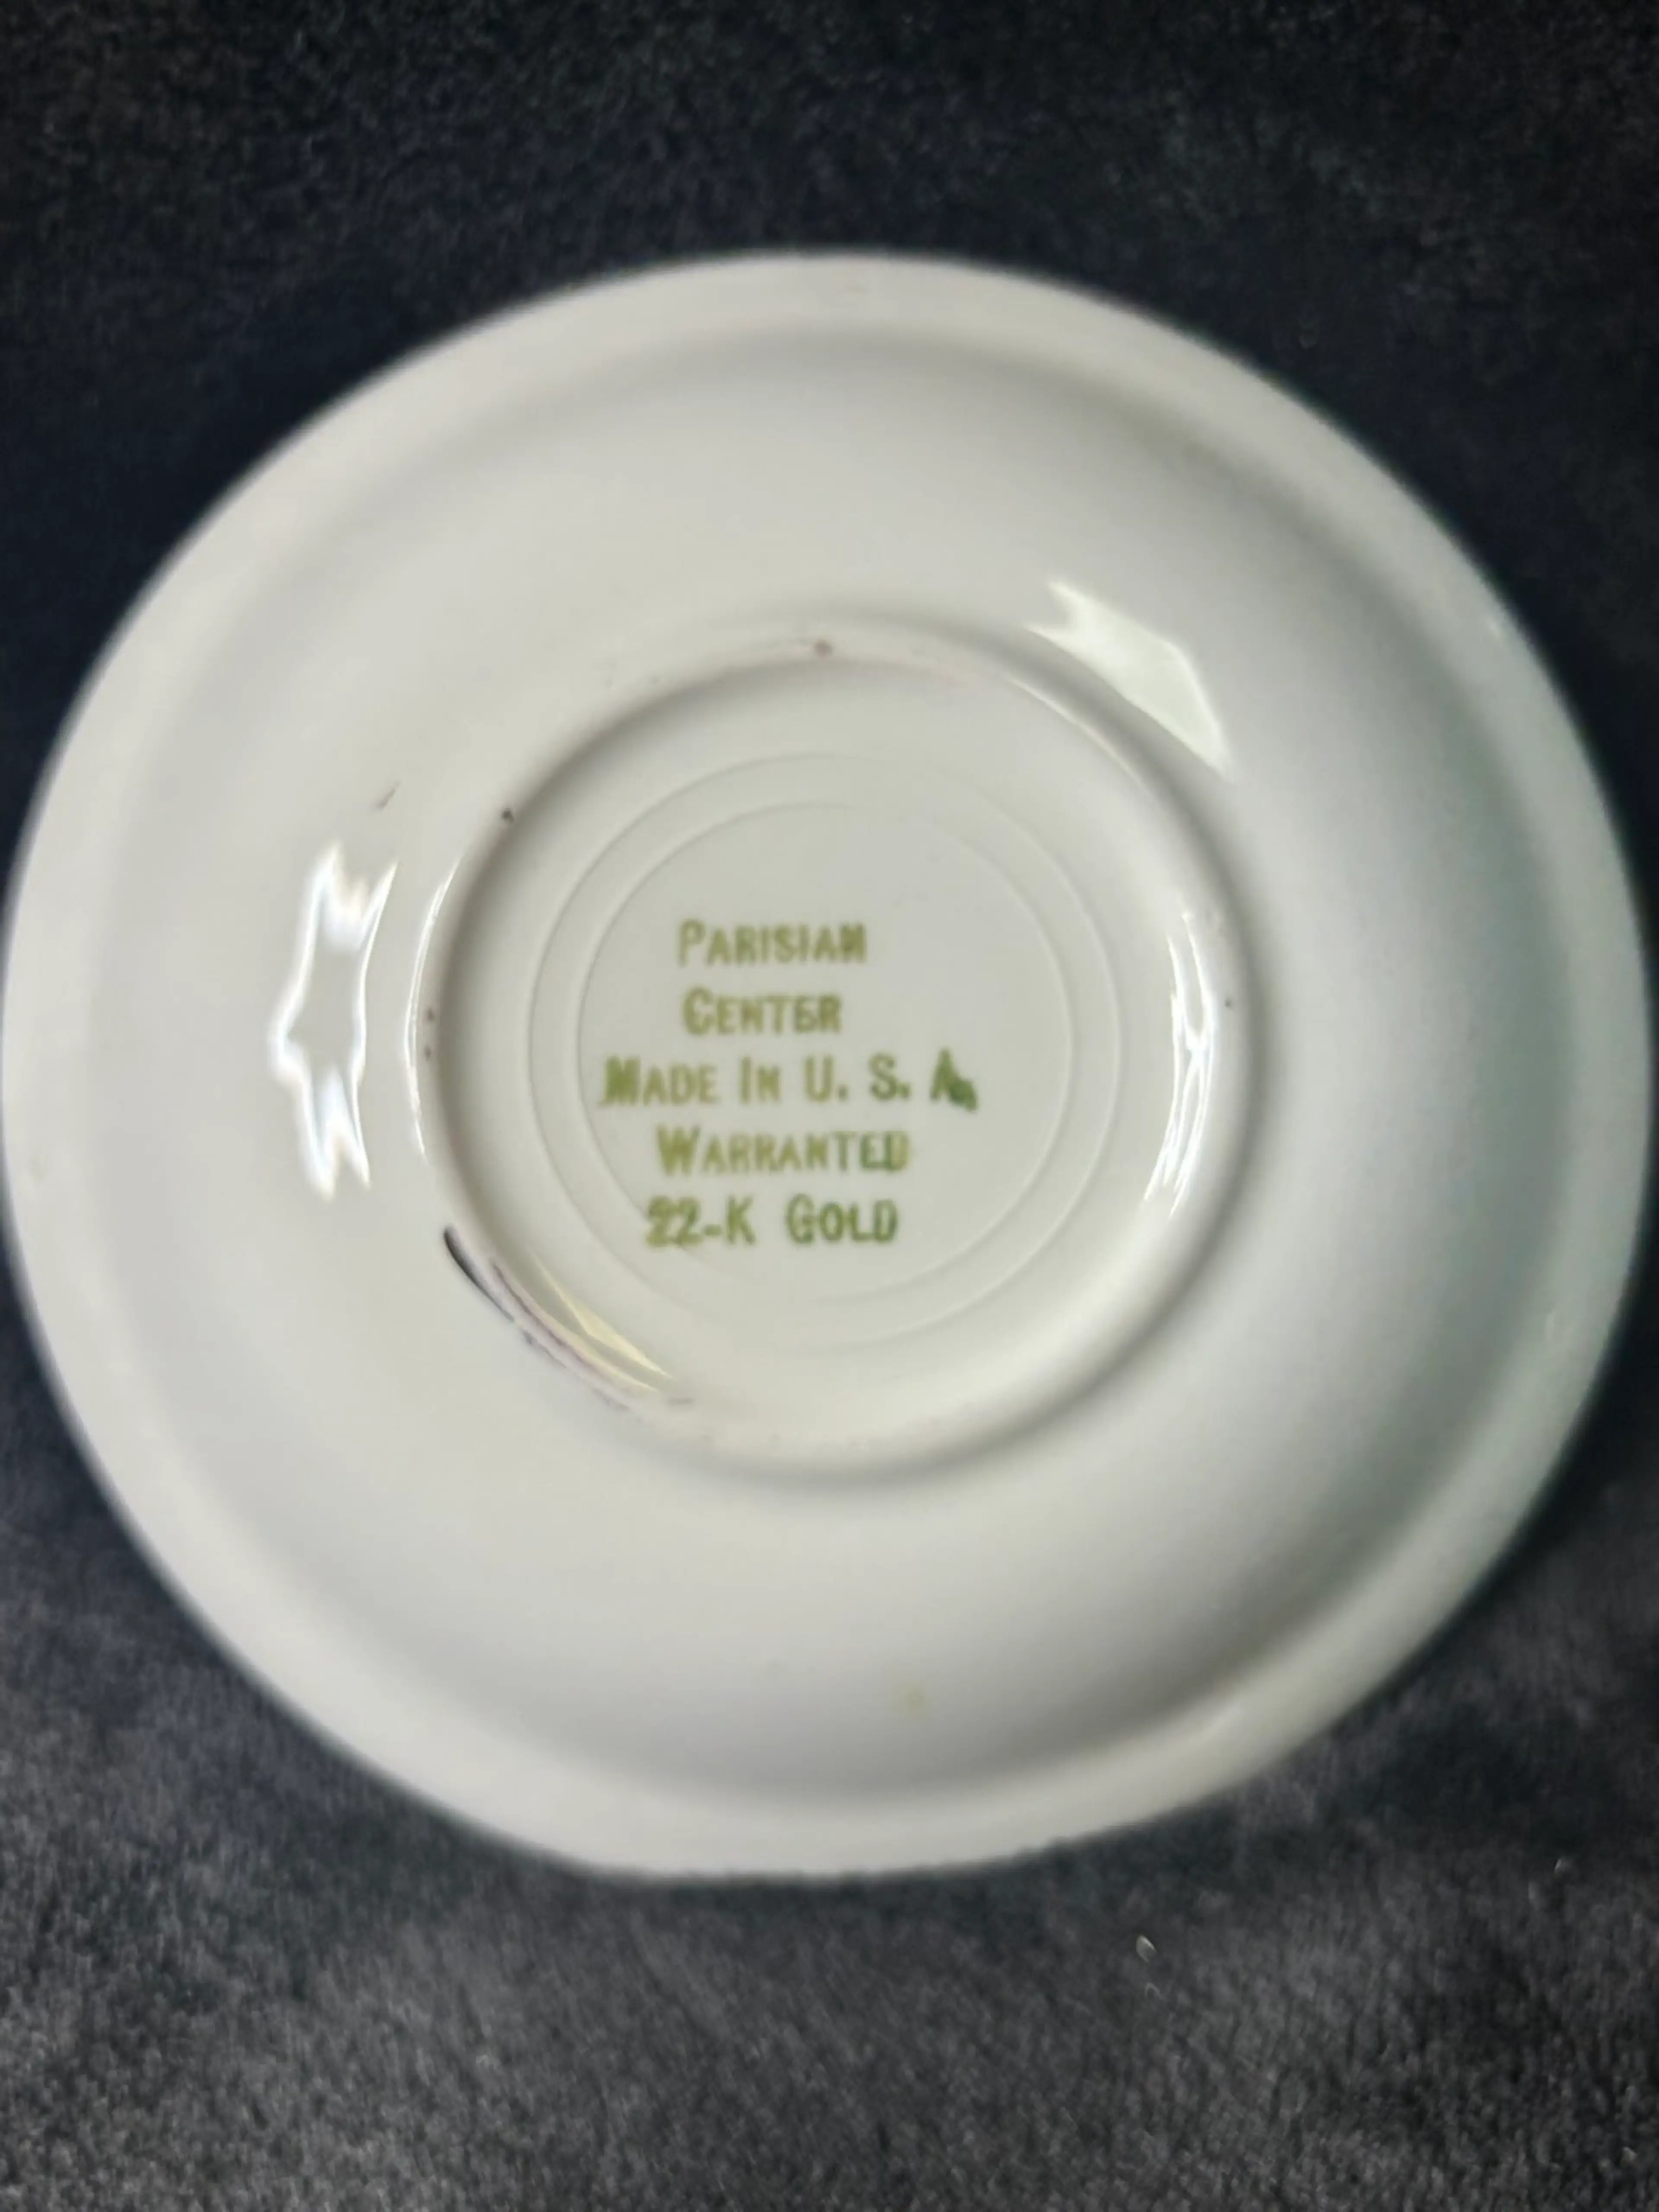 PARISIAN
CENTER
MADE IN U. S. A.
WARRANTED
22-K GOLD